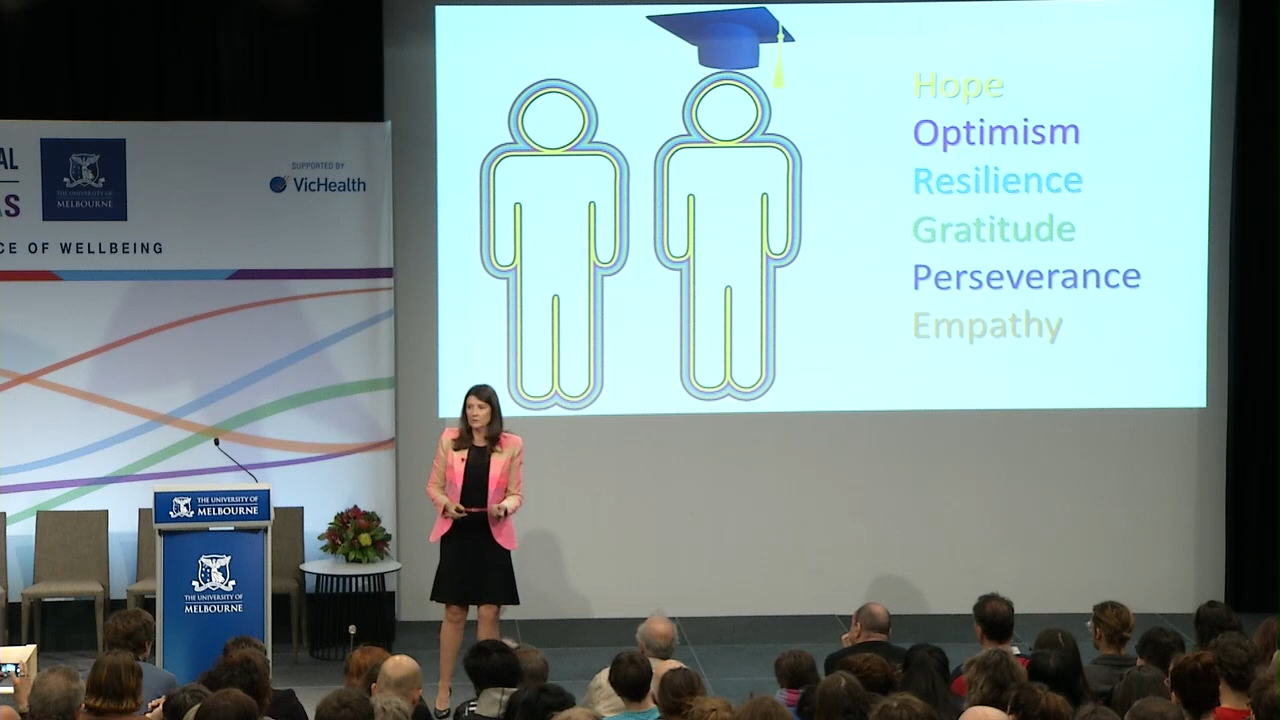 AL
S
THE UNIVERSITY OF
MELBOURNE
SUPPORTED BY
VicHealth
CE OF WELLBEING
Hope
Optimism
Resilience
Gratitude
Perseverance
Empathy
THE UNIVERSITY OF
MELBOURNE
THE UNIVERSITY OF
MELBOURNE